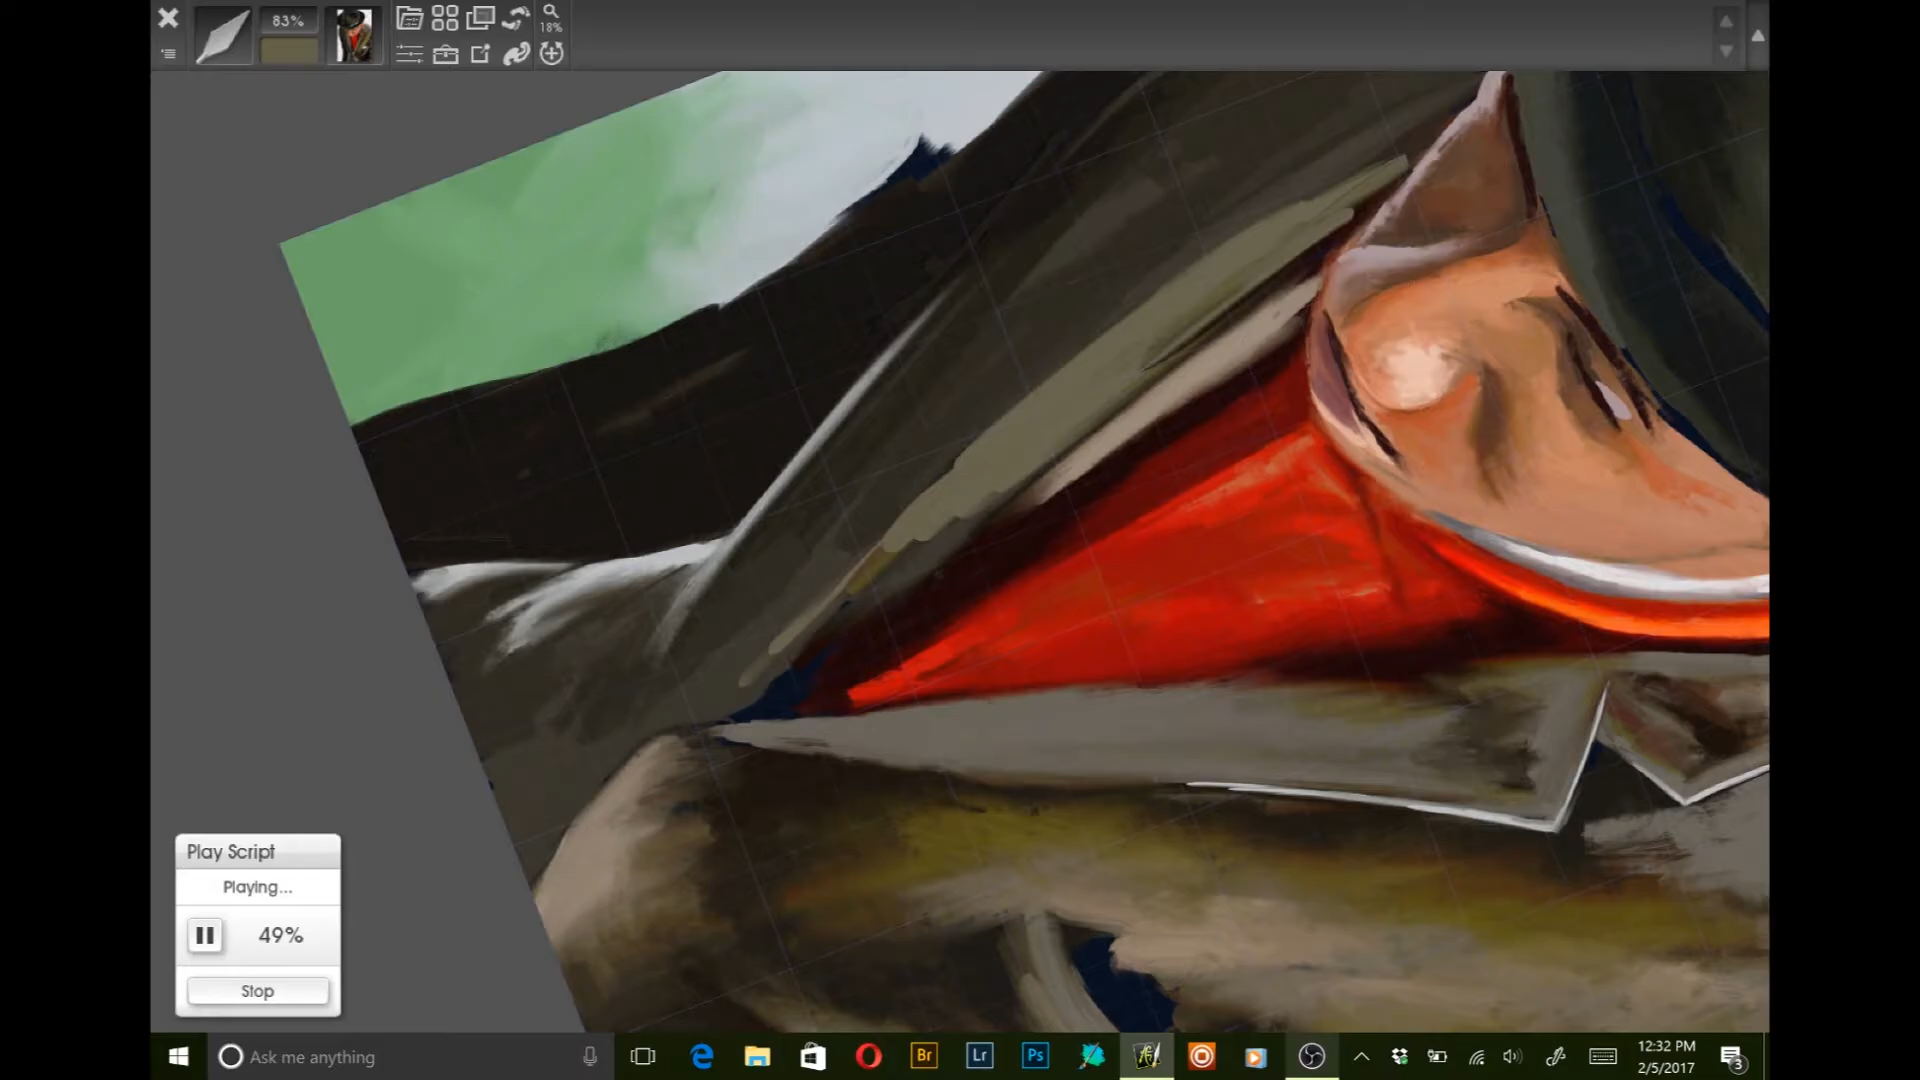 83%
18%
Play Script
Playing...
49%
Stop
Ask me anything
Br
Lr
Ps
12:32 PM
2/5/2017
3